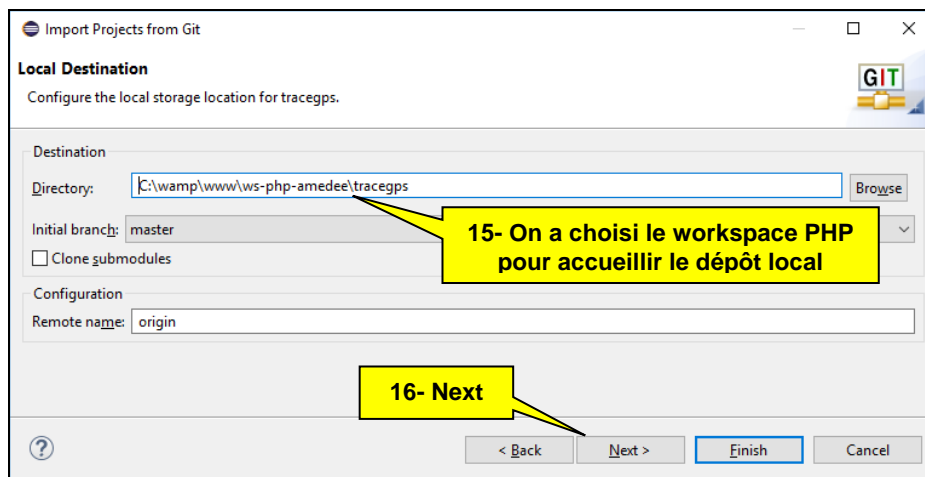 Import Projects from Git
Local Destination
Configure the local storage location for tracegps.
GIT
Destination
Directory: C:\wamp\www\ws-php-amedee\tracegps Browse
Initial branch: master
15- On a choisi le workspace PHP
pour accueillir le dépôt local
Clone submodules
Configuration
Remote name: origin
16- Next
< Back Next > Finish Cancel